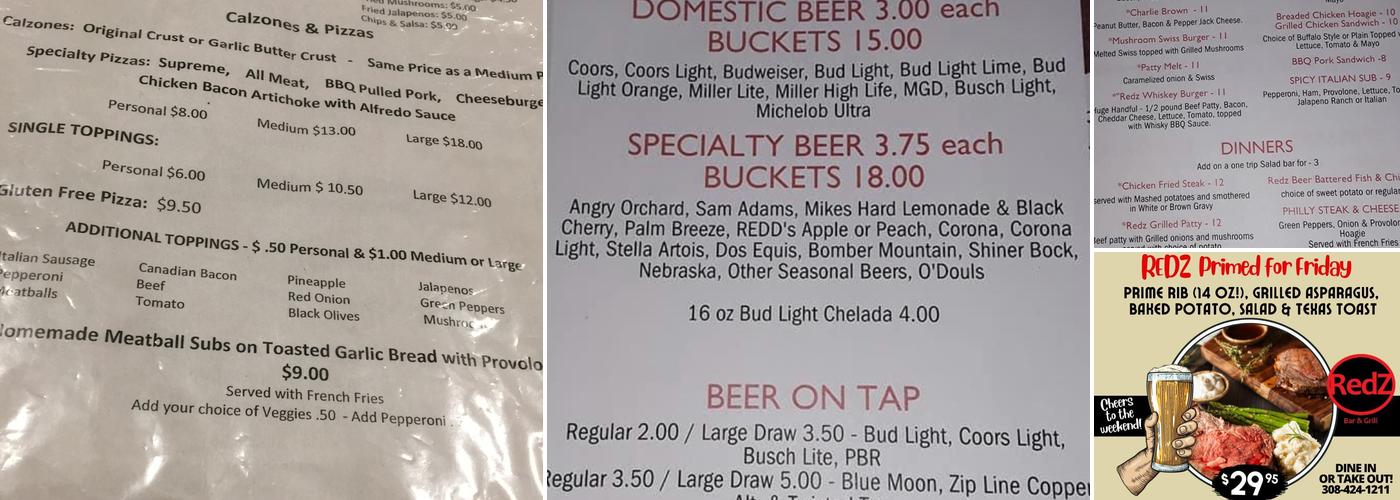 Fried Jalapenos: $5.00
Chips & Salsa: $5.99
Calzones & Pizzas
Calzones: Original Crust or Garlic Butter Crust - Same Price as a Medium
Specialty Pizzas: Supreme, All Meat, BBQ Pulled Pork,
Chicken Bacon Artichoke with Alfredo Sauce
Personal $8.00 Medium $13.00 Large $18.00
SINGLE TOPPINGS:
Personal $6.00 Medium $ 10.50 Large $12.00
Gluten Free Pizza: $9.50
ADDITIONAL TOPPINGS - $ .50 Personal & $1.00 Medium or Large
Italian Sausage Canadian Bacon Pineapple Jalapenos
Pepperoni Beef Red Onion Green Peppers
Meatballs Tomato Black Olives
Homemade Meatball Subs on Toasted Garlic Bread with
$9.00
Served with French Fries
Add your choice of Veggies .50 - Add Pepperoni
DOMESTIC BEER 3.00 each
BUCKETS 15.00
Coors, Coors Light, Budweiser, Bud Light, Bud Light Lime, Bud
Light Orange, Miller Lite, Miller High Life, MGD, Busch Light,
Michelob Ultra
SPECIALTY BEER 3.75 each
BUCKETS 18.00
Angry Orchard, Sam Adams, Mikes Hard Lemonade & Black
Cherry, Palm Breeze, REDD's Apple or Peach, Corona, Corona
Light, Stella Artois, Dos Equis, Bomber Mountain, Shiner Bock,
Nebraska, Other Seasonal Beers, O'Douls
16 oz Bud Light Chelada 4.00
BEER ON TAP
Regular 2.00 / Large Draw 3.50 - Bud Light, Coors Light,
Busch Lite, PBR
Regular 3.50 / Large Draw 5.00 - Blue Moon, Zip Line Copper
*Charlie Brown - 11
Peanut Butter, Bacon & Pepper Jack Cheese.
*Mushroom Swiss Burger - 11
Melted Swiss topped with Grilled Mushrooms
*Patty Melt - 11
Caramelized onion & Swiss
*"Redz Whiskey Burger - 11
Huge Handful - 1/2 pound Beef Patty, Bacon,
Cheddar Cheese, Lettuce, Tomato, topped
with Whisky BBQ Sauce.
Mayo
Breaded Chicken Hoagie - 10
Grilled Chicken Sandwich - 10
Choice of Buffalo Style or Plain Topped
Lettuce, Tomato & Mayo
BBQ Pork Sandwich -8
SPICY ITALIAN SUB - 9
Pepperoni, Ham, Provolone, Lettuce,
Jalapeno Ranch or Italian
DINNERS
Add on a one trip Salad bar for - 3
*Chicken Fried Steak - 12
served with Mashed potatoes and smothered
in White or Brown Gravy
*Redz Grilled Patty - 12
Beef patty with Grilled onions and mushrooms
Redz Beer Battered Fish &
choice of sweet potato or
PHILLY STEAK & CHEESE
Green Peppers, Onion &
Hoagie
Served with French Fries
REDZ Primed for Friday
PRIME RIB (14 OZ!), GRILLED ASPARAGUS,
BAKED POTATO, SALAD & TEXAS TOAST
Cheers
to the
weekend!
RedZ
Bar & Grill
$29.95
DINE IN
OR TAKE OUT!
308-424-1211